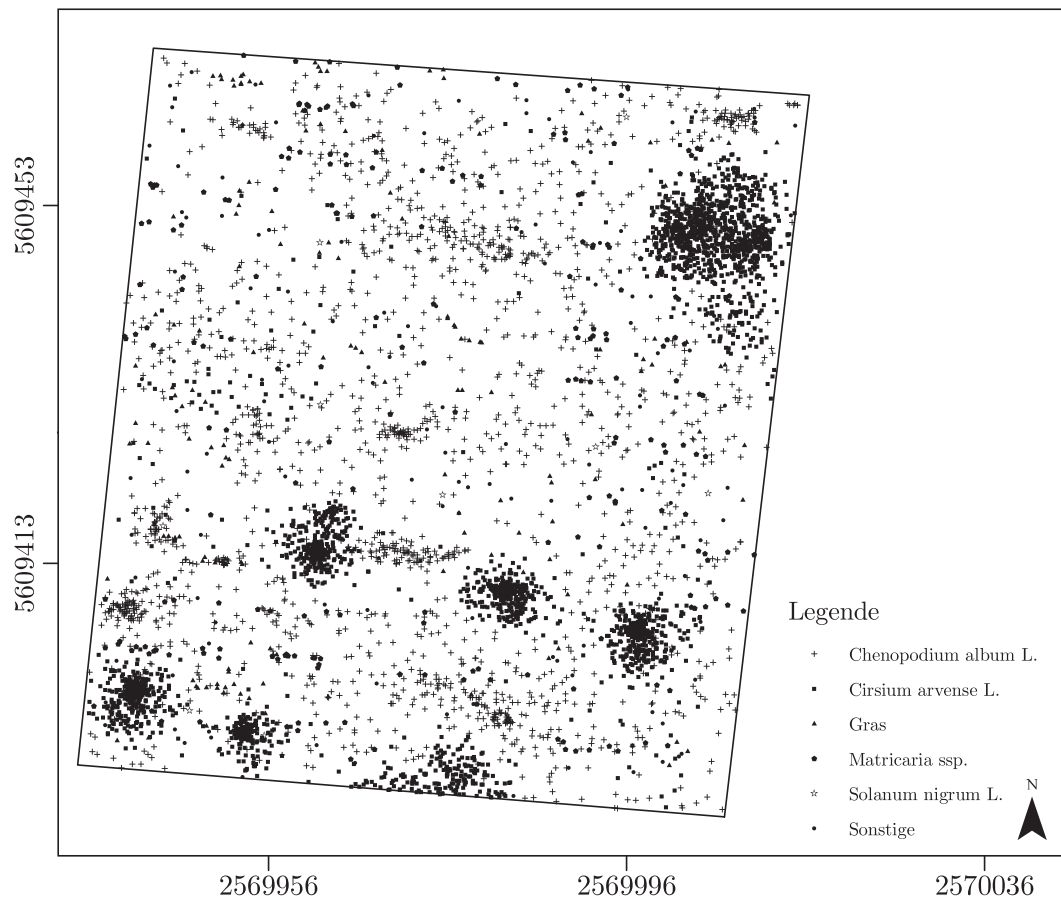 5609453
5609413
Legende
Chenopodium album L.
Cirsium arvense L.
Gras
Matricaria ssp.
Solanum nigrum L.
Sonstige
N
2569956
2569996
2570036